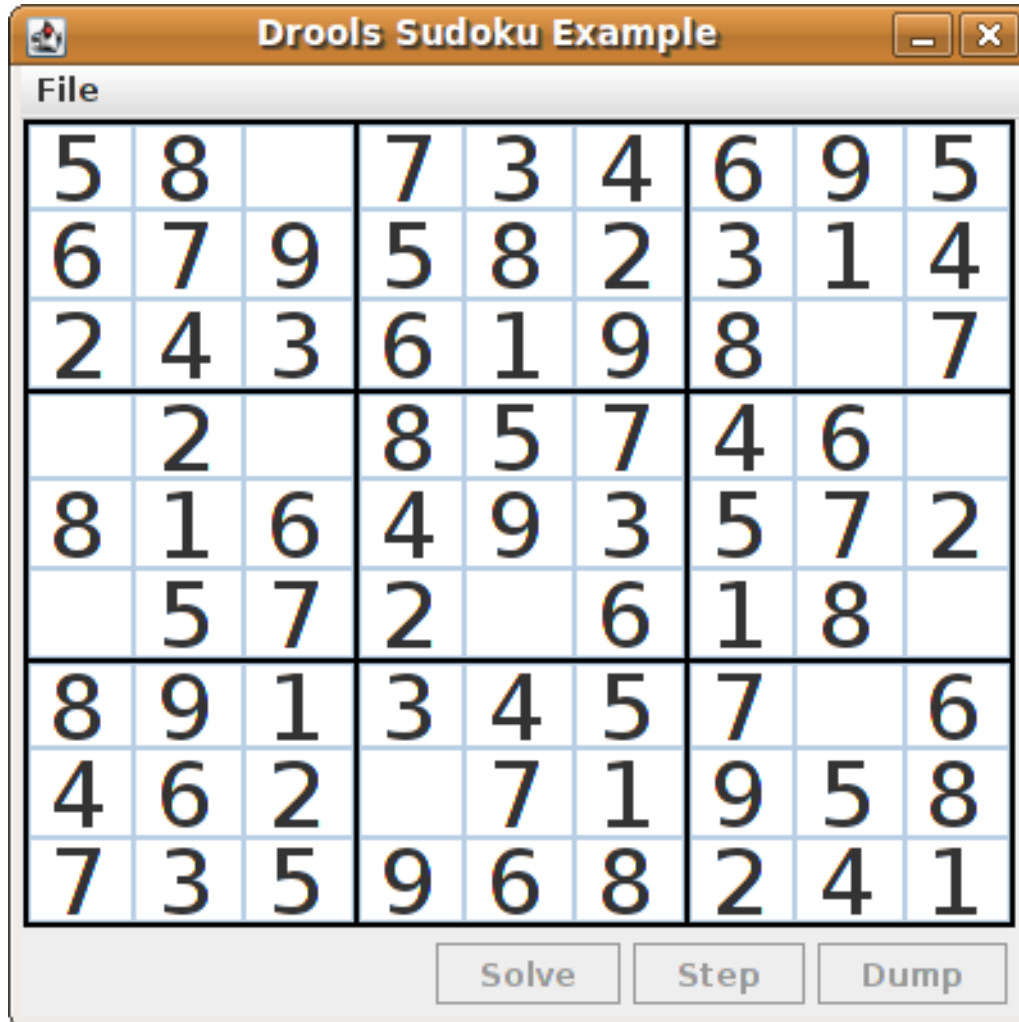 Drools Sudoku Example
File
5 8 7 3 4 6 9 5
6 7 9 5 8 2 3 1 4
2 4 3 6 1 9 8 7
2 8 5 7 4 6
8 1 6 4 9 3 5 7 2
5 7 2 6 1 8
8 9 1 3 4 5 7 6
4 6 2 7 1 9 5 8
7 3 5 9 6 8 2 4 1
Solve Step Dump